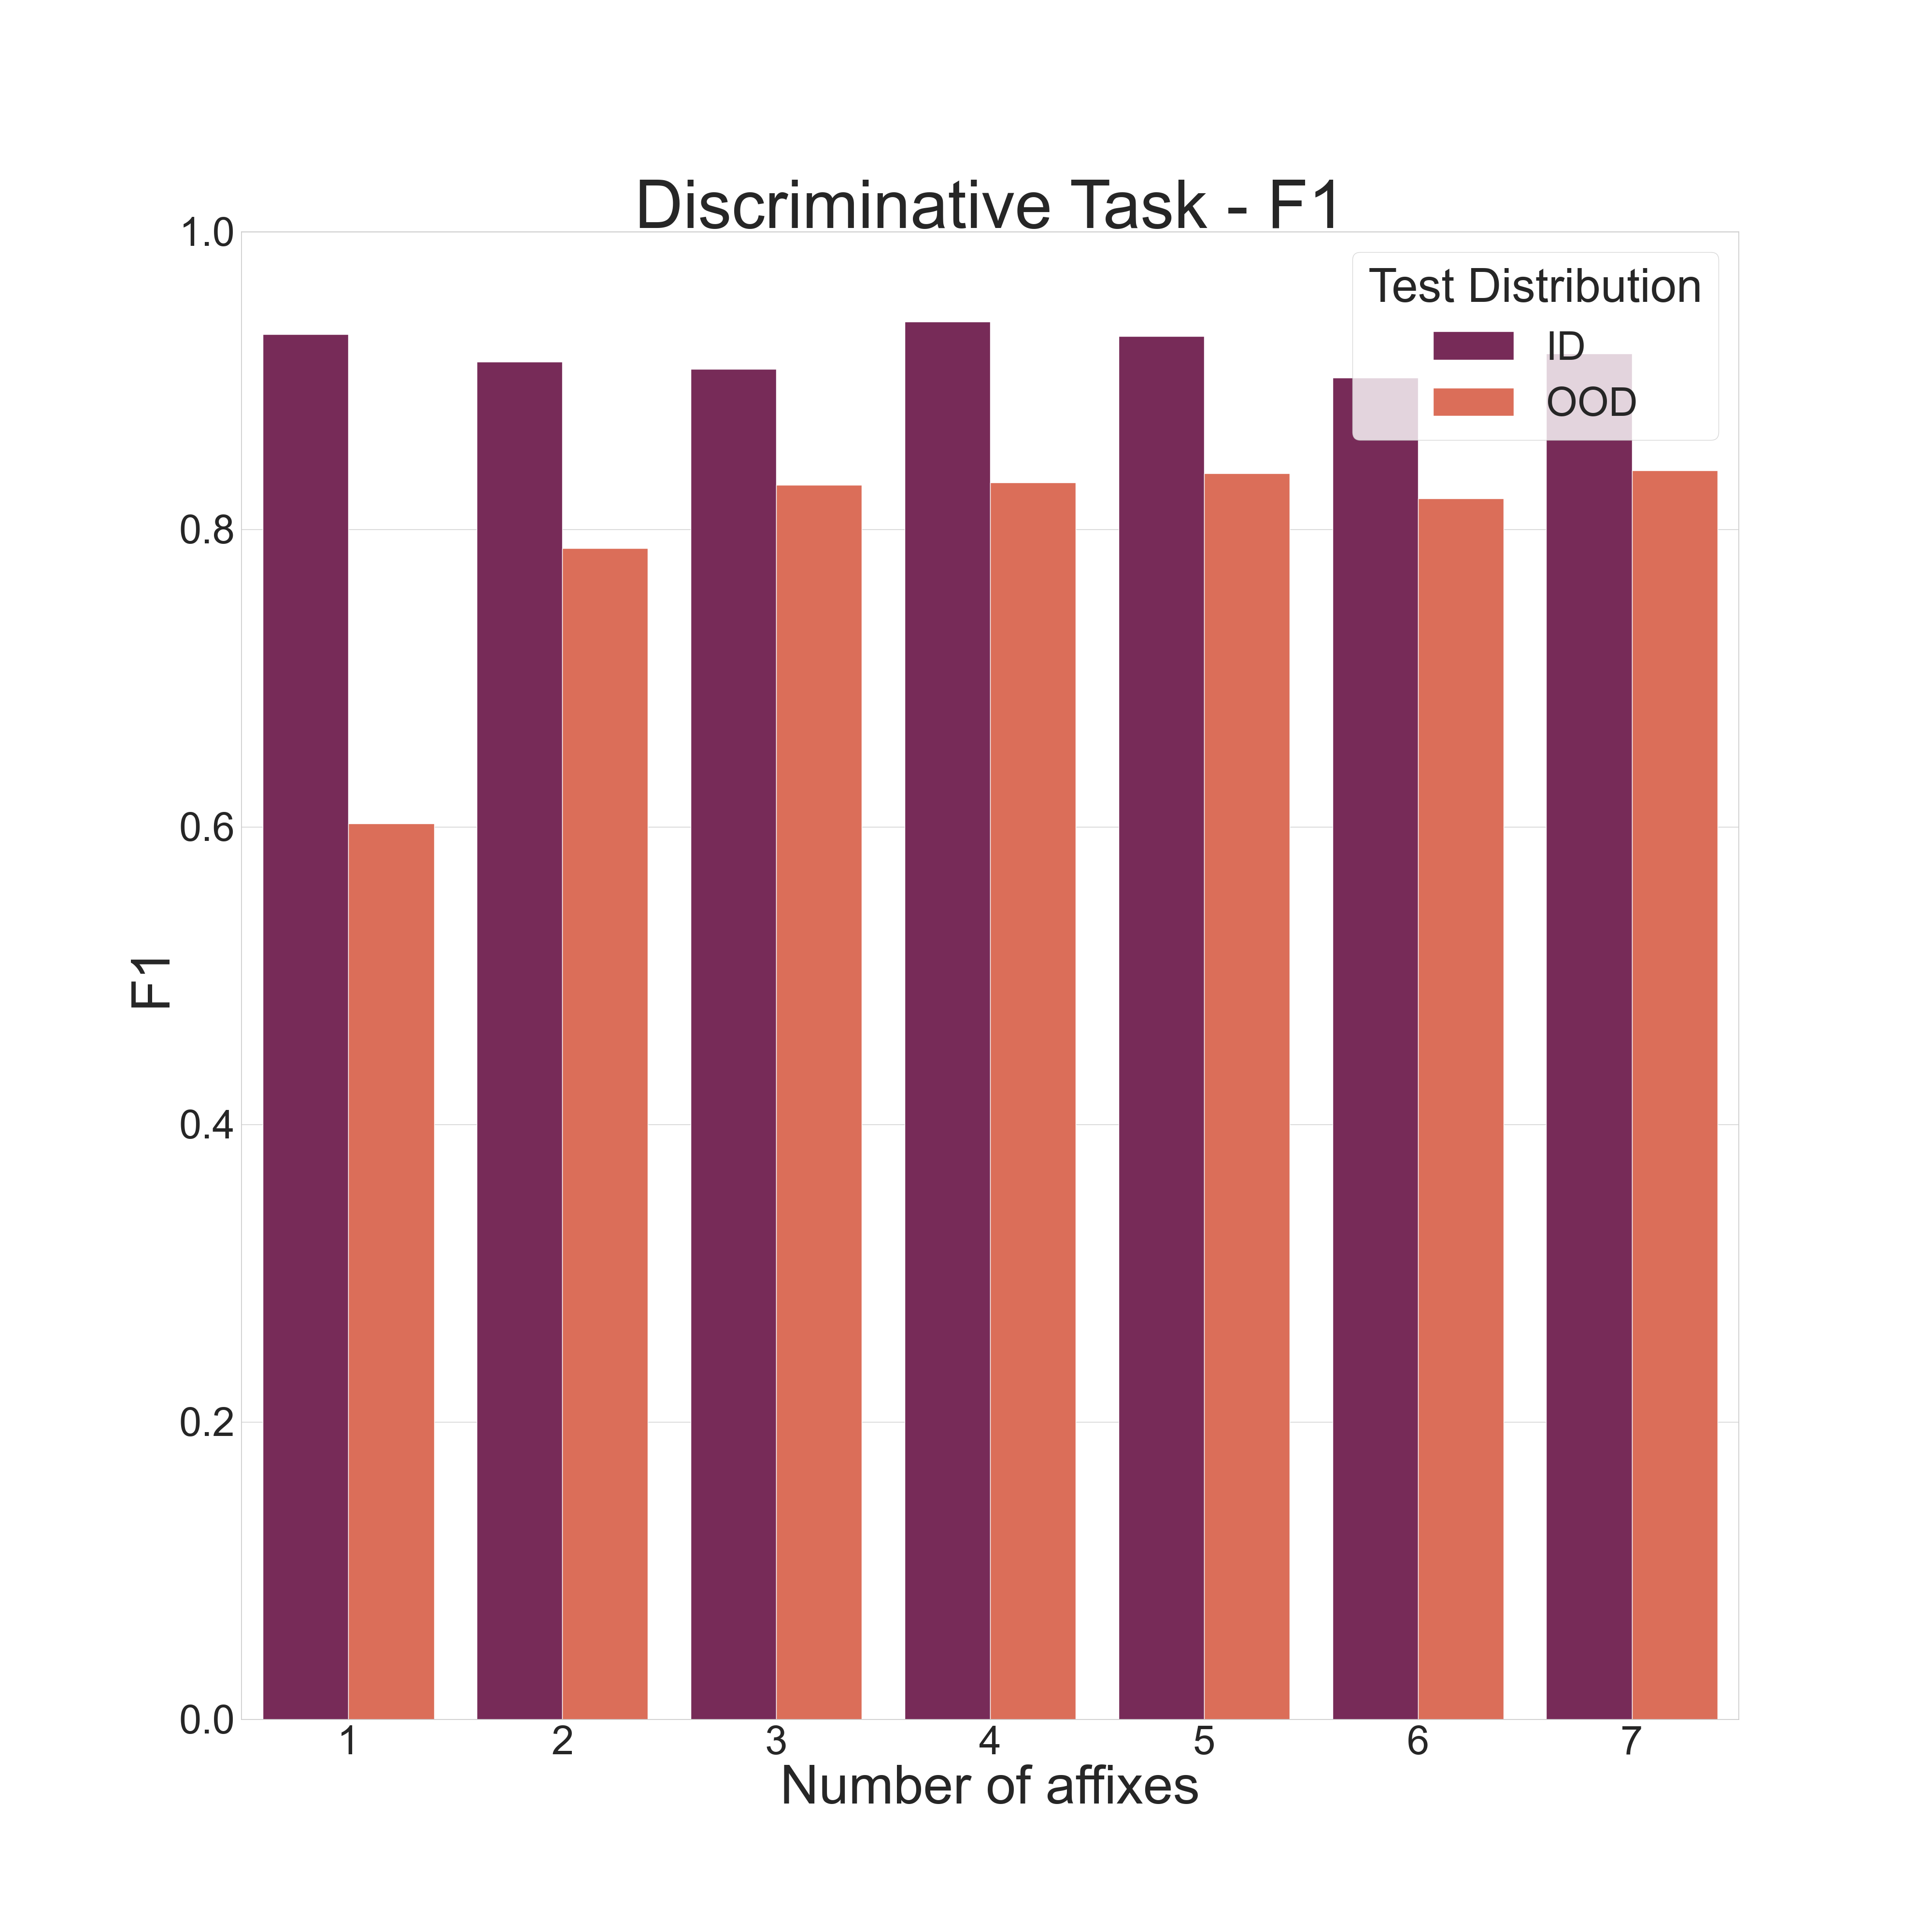 Discriminative Task - F1
1.0
0.8
0.6
0.4
0.2
0.0
F1
Test Distribution
ID
OOD
1 2 3 4 5 6 7
Number of affixes